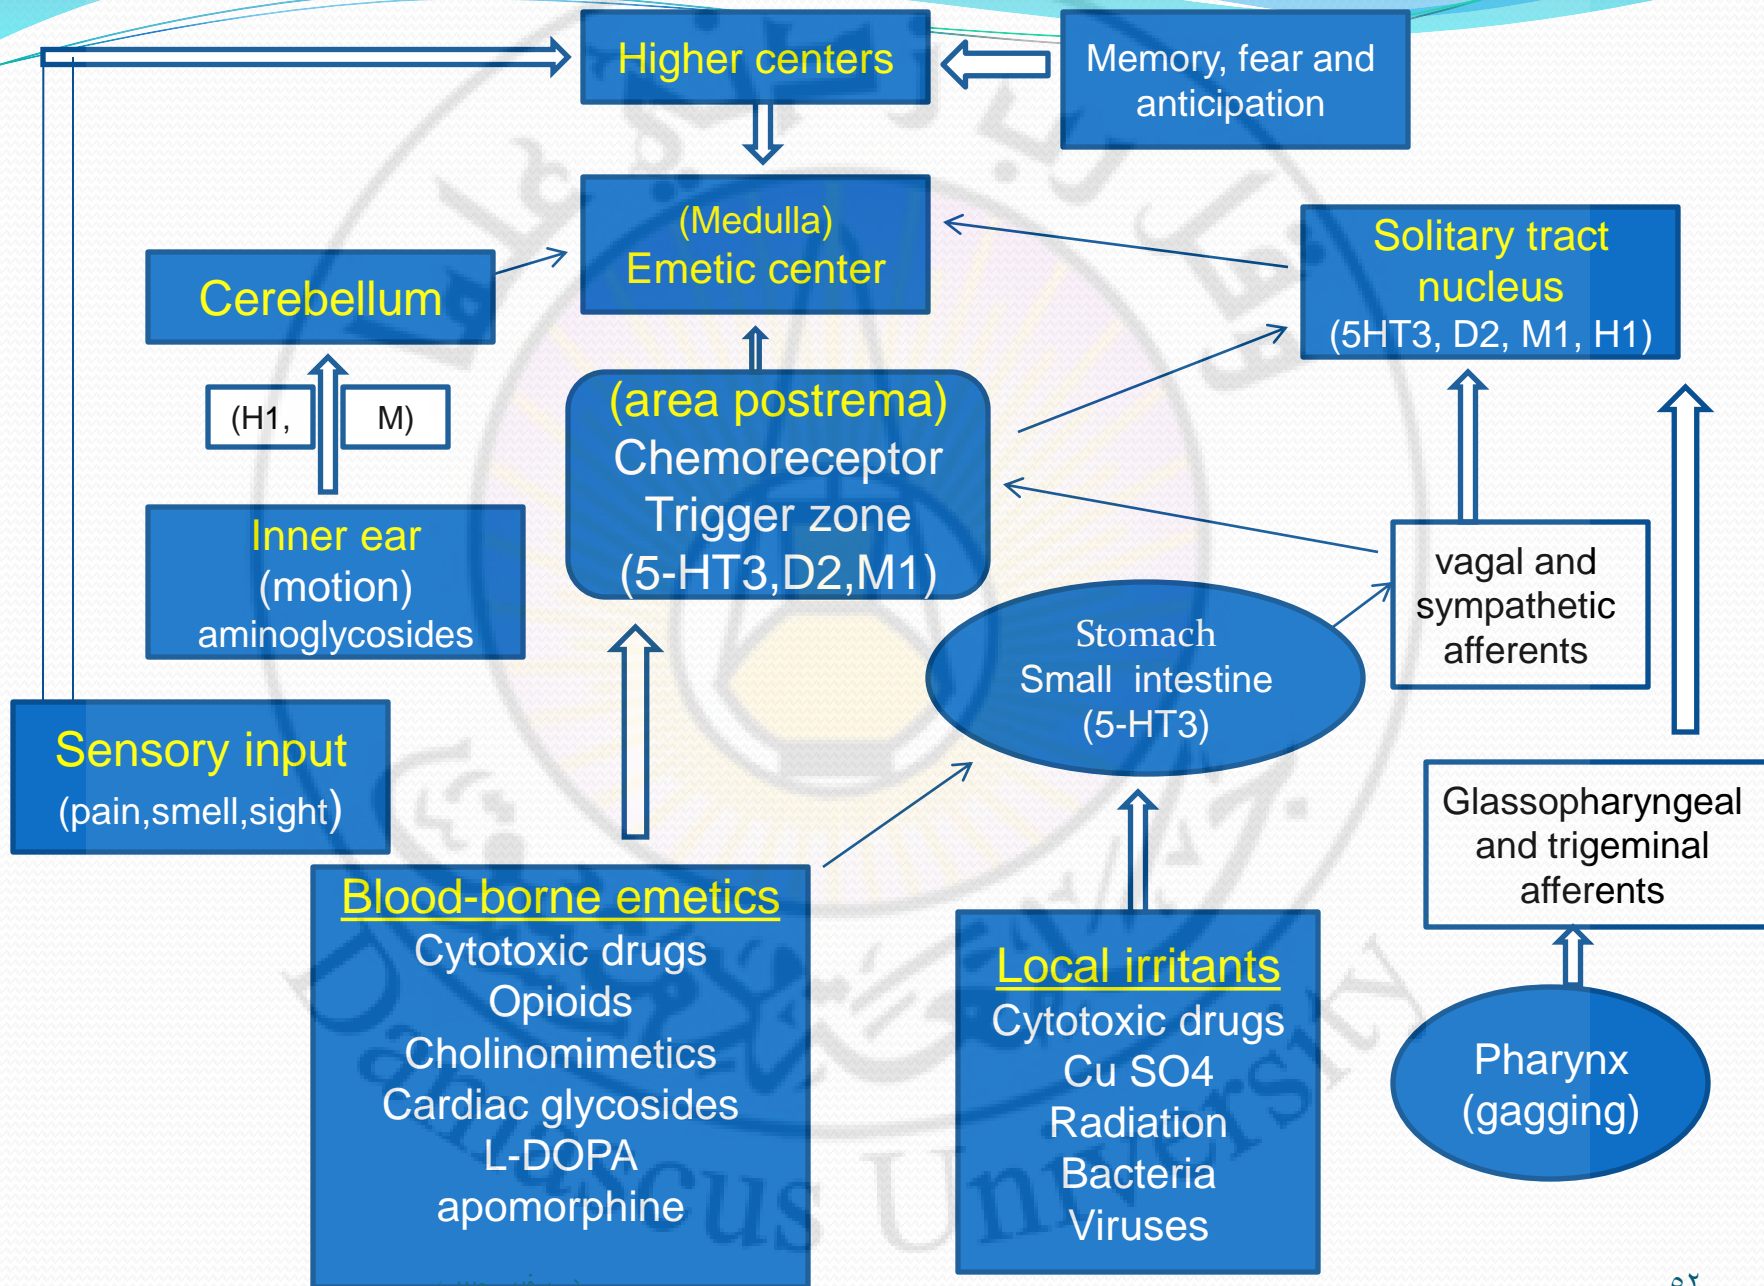 Higher centers
Memory, fear and
anticipation
(Medulla)
Emetic center
Solitary tract
nucleus
(5HT3, D2, M1, H1)
Cerebellum
(H1,
M)
(area postrema)
Chemoreceptor
Trigger zone
(5-HT3,D2,M1)
Inner ear
(motion)
aminoglycosides
vagal and
sympathetic
afferents
Stomach
Small intestine
(5-HT3)
Sensory input
(pain,smell,sight)
Glassopharyngeal
and trigeminal
afferents
Blood-borne emetics
Cytotoxic drugs
Opioids
Cholinomimetics
Cardiac glycosides
L-DOPA
apomorphine
Local irritants
Cytotoxic drugs
Cu SO4
Radiation
Bacteria
Viruses
Pharynx
(gagging)
Damascus University
٥٢